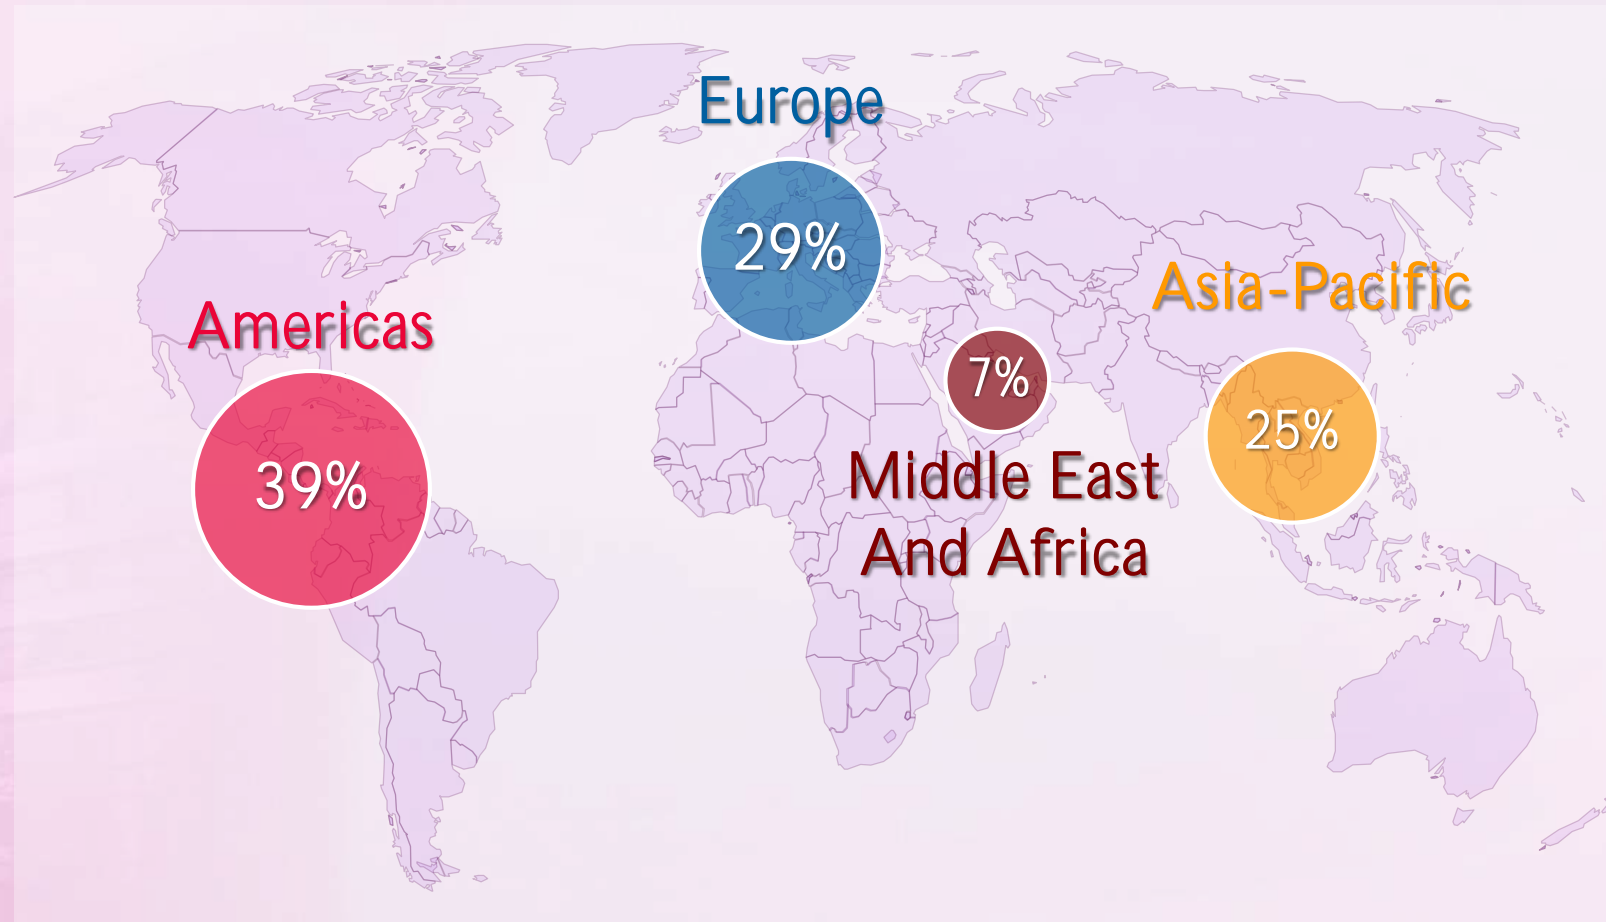 Europe
29%
Asia-Pacific
Americas
7%
25%
39%
Middle East
And Africa